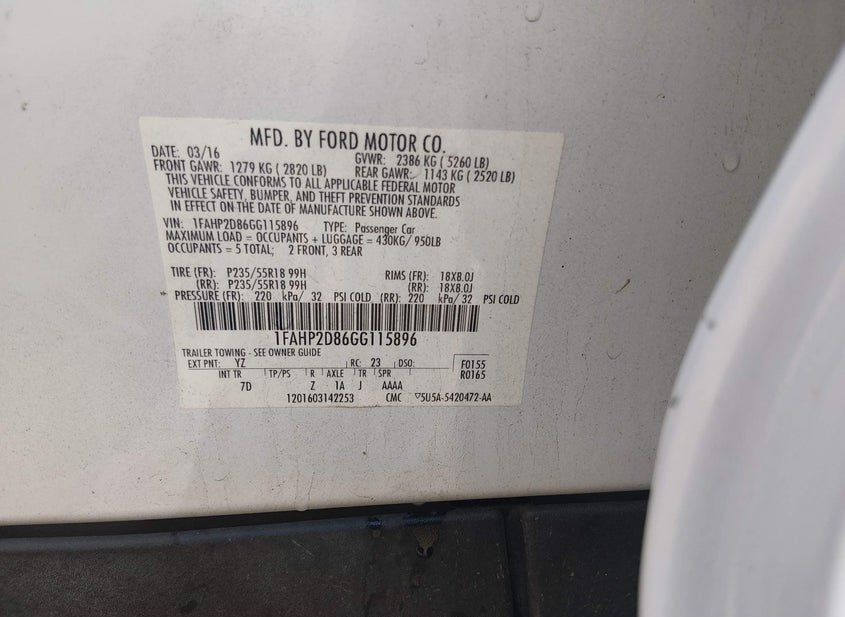 MFD. BY FORD MOTOR CO.
DATE: 03/16 GVWR: 2386 KG ( 5260 LB)
FRONT GAWR: 1279 KG ( 2820 LB) REAR GAWR: 1143 KG ( 2520 LB)
THIS VEHICLE CONFORMS TO ALL APPLICABLE FEDERAL MOTOR
VEHICLE SAFETY, BUMPER, AND THEFT PREVENTION STANDARDS
IN EFFECT ON THE DATE OF MANUFACTURE SHOWN ABOVE.
VIN: 1FAHP2D86GG115896 TYPE: Passenger Car
MAXIMUM LOAD = OCCUPANTS + LUGGAGE = 430KG/ 950LB
OCCUPANTS = 5 TOTAL; 2 FRONT, 3 REAR
TIRE (FR): P235/55R18 99H RIMS (FR): 18X8.0J
(RR): P235/55R18 99H (RR): 18X8.0J
PRESSURE (FR): 220 kPa/ 32 PSI COLD (RR): 220 kPa/ 32 PSI COLD
1FAHP2D86GG115896
TRAILER TOWING - SEE OWNER GUIDE
EXT PNT: YZ RC: 23 DSO: F0155
INT TR TP/PS R AXLE TR SPR R0165
7D Z 1A J AAAA
1201603142253 CMC ▽5U5A-5420472-AA